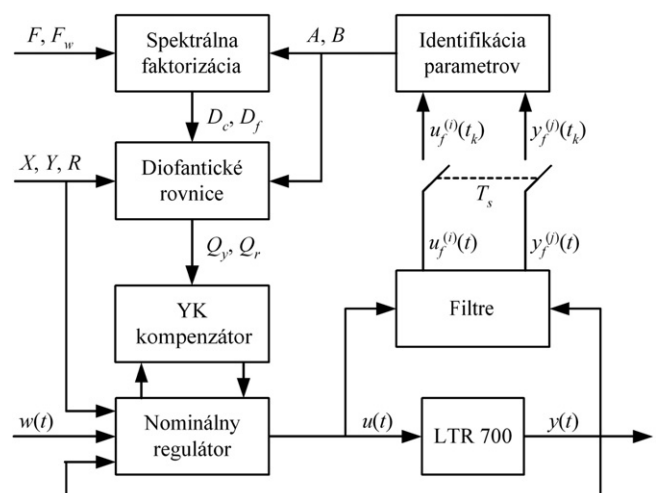 F, F_w
Spektrálna
faktorizácia
A, B
Identifikácia
parametrov
D_c, D_f
u_f^(i)(t_k)
y_f^(j)(t_k)
X, Y, R
Diofantické
rovnice
T_s
Q_y, Q_r
u_f^(i)(t)
y_f^(j)(t)
YK
kompenzátor
Filtre
w(t)
Nominálny
regulátor
u(t)
LTR 700
y(t)